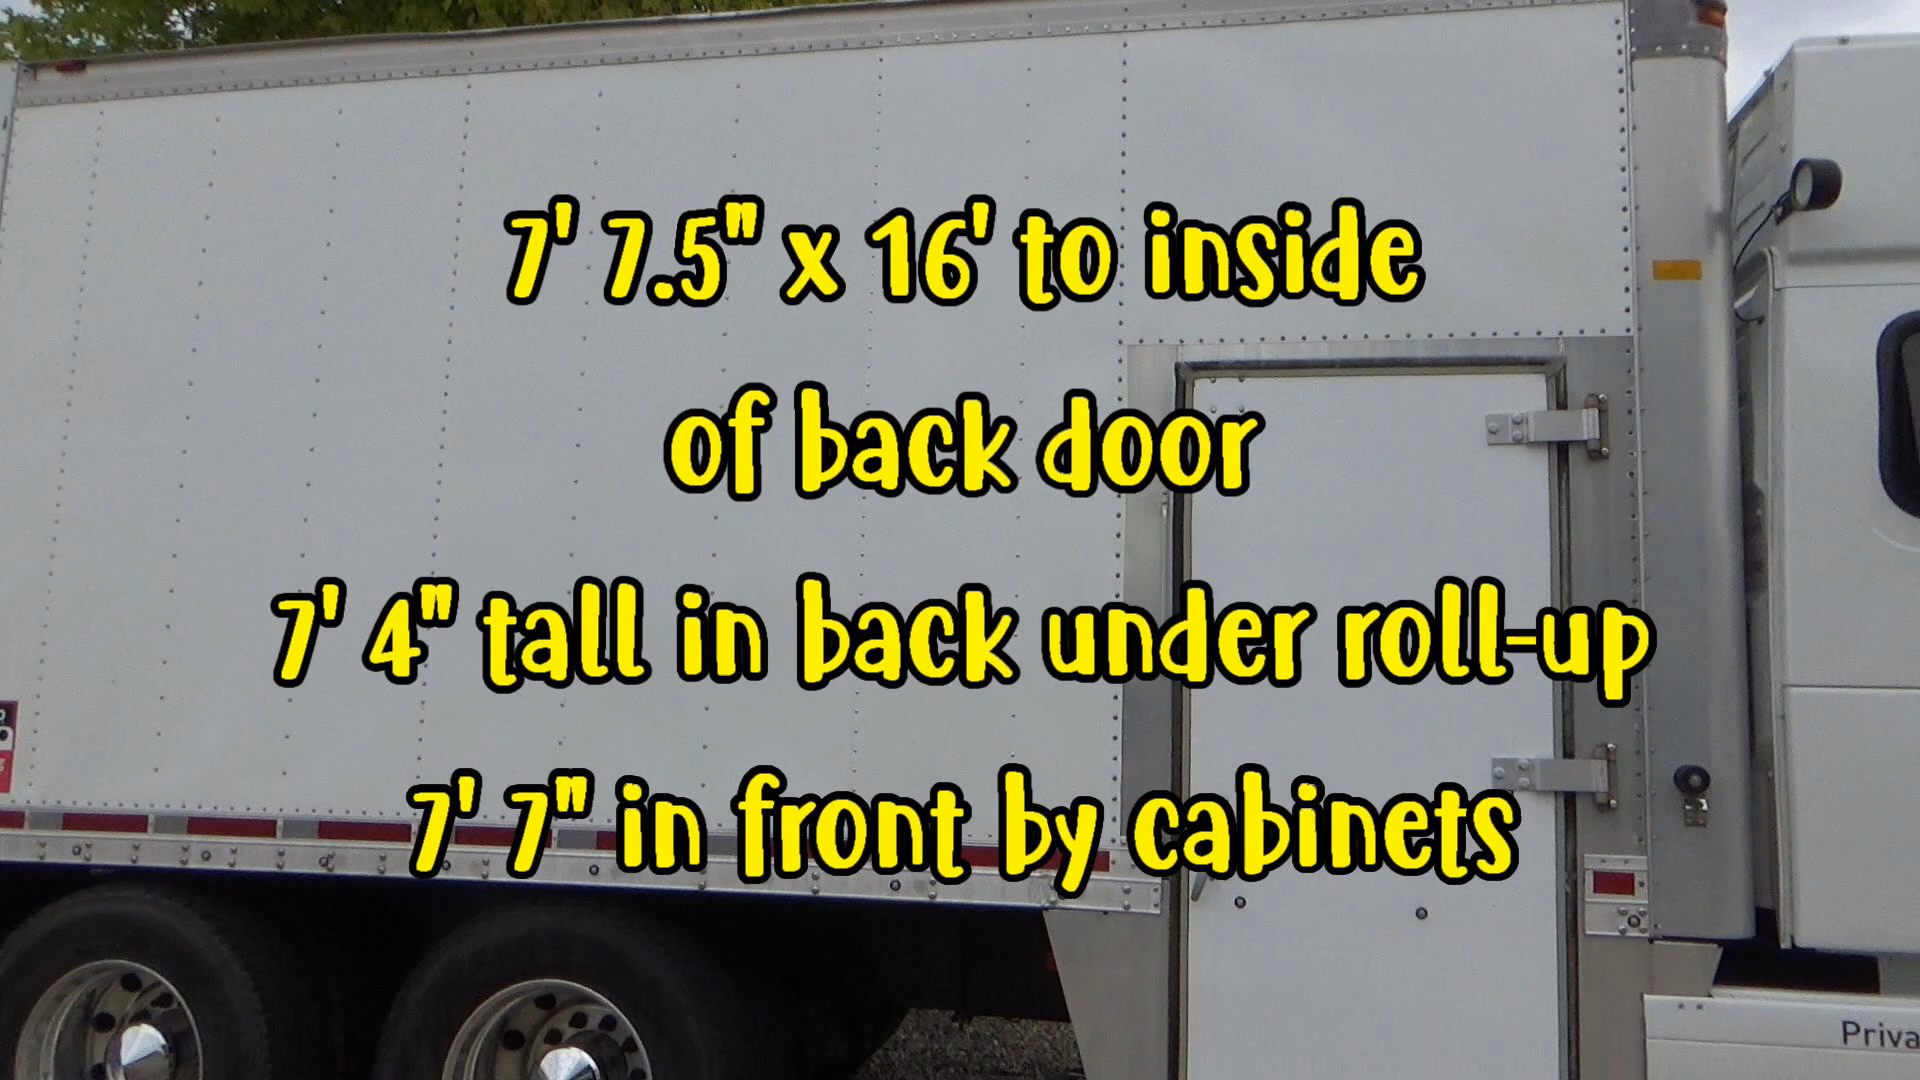 7' 7.5" x 16' to inside
of back door
7' 4" tall in back under roll-up
7' 7" in front by cabinets
Priva